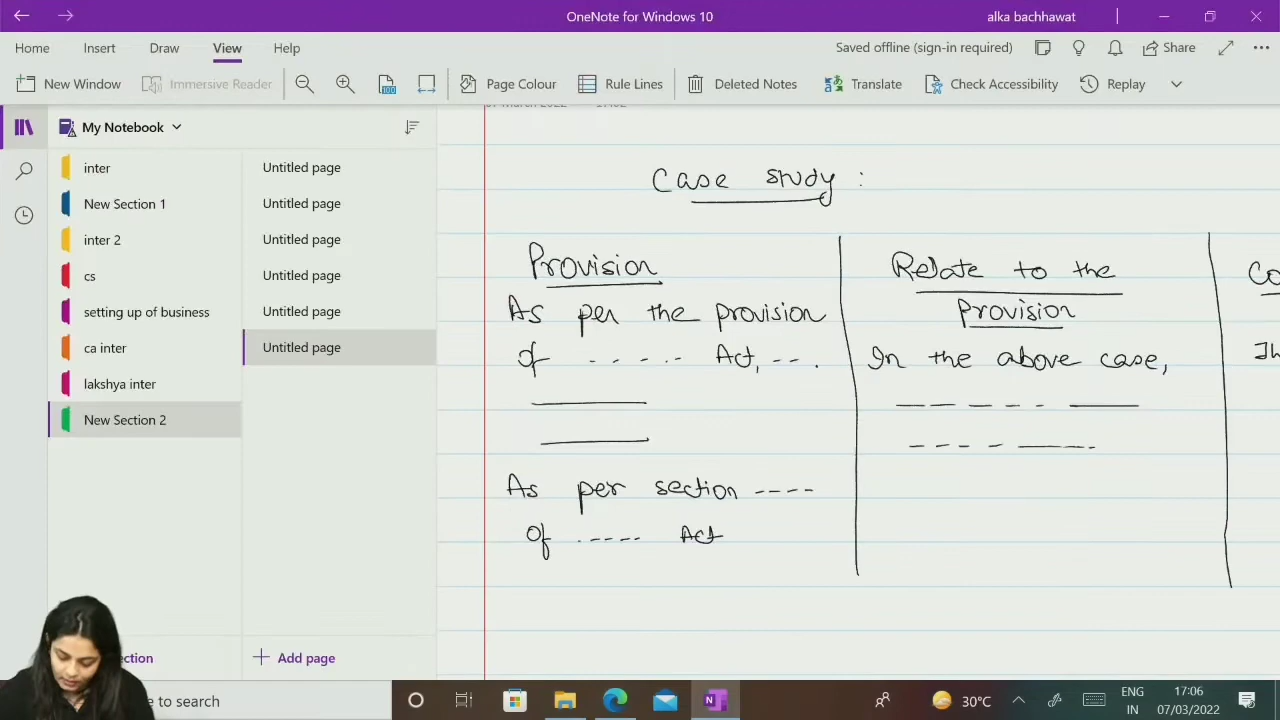 OneNote for Windows 10
alka bachhawat
Home Insert Draw View Help
Saved offline (sign-in required) Share
New Window Immersive Reader Page Colour Rule Lines Deleted Notes Translate Check Accessibility Replay
My Notebook
inter
New Section 1
inter 2
cs
setting up of business
ca inter
lakshya inter
New Section 2
Untitled page
Untitled page
Untitled page
Untitled page
Untitled page
Untitled page
Add page
Case study :
Provision
As per the provision
of ------ Act, --.
As per section ----
of ----- Act
Relate to the
provision
In the above case,
to search
30°C
ENG
IN
17:06
07/03/2022